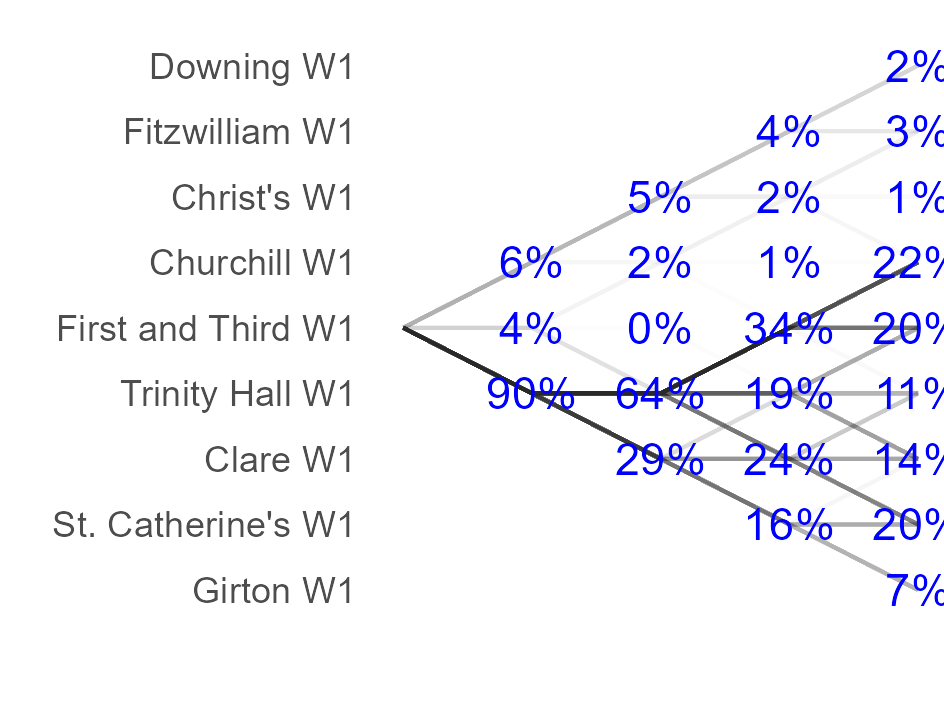 Downing W1 2%
Fitzwilliam W1 4% 3%
Christ's W1 5% 2% 1%
Churchill W1 6% 2% 1% 22%
First and Third W1 4% 0% 34% 20%
Trinity Hall W1 90% 64% 19% 11%
Clare W1 29% 24% 14%
St. Catherine's W1 16% 20%
Girton W1 7%